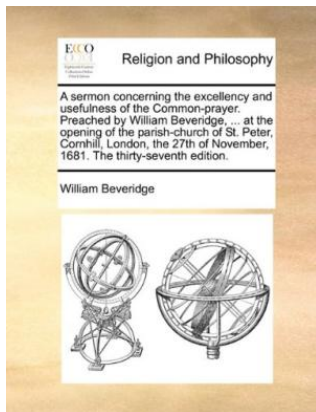 ECCO
Religion and Philosophy
A sermon concerning the excellency and
usefulness of the Common-prayer.
Preached by William Beveridge, ... at the
opening of the parish-church of St. Peter,
Cornhill, London, the 27th of November,
1681. The thirty-seventh edition.
William Beveridge